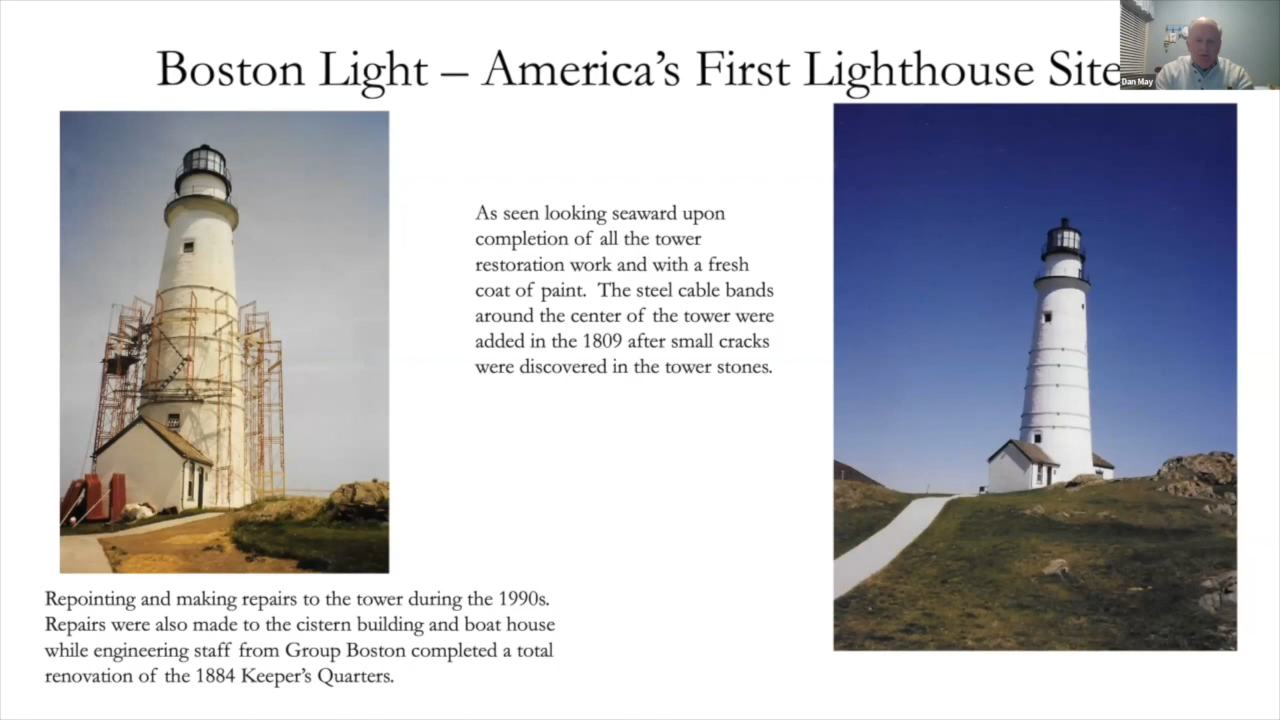 Boston Light – America's First Lighthouse Site
Dan May
As seen looking seaward upon
completion of all the tower
restoration work and with a fresh
coat of paint. The steel cable bands
around the center of the tower were
added in the 1809 after small cracks
were discovered in the tower stones.
Repointing and making repairs to the tower during the 1990s.
Repairs were also made to the cistern building and boat house
while engineering staff from Group Boston completed a total
renovation of the 1884 Keeper's Quarters.